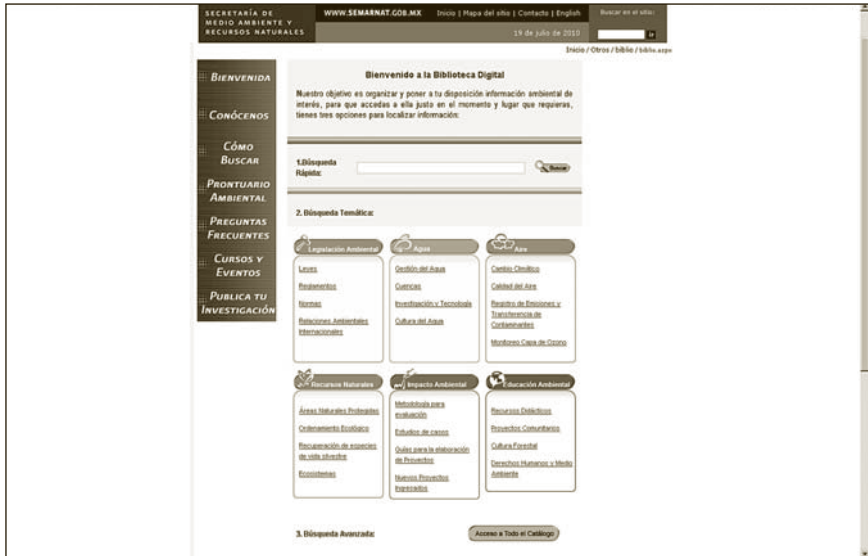 SECRETARÍA DE
MEDIO AMBIENTE Y
RECURSOS NATURALES
WWW.SEMARNAT.GOB.MX
Inicio | Mapa del sitio | Contacto | English
Buscar en el sitio:
19 de julio de 2010
Ir
Inicio / Otros / biblio / biblio.aspx
BIENVENIDA
CONÓCENOS
CÓMO
BUSCAR
PRONTUARIO
AMBIENTAL
PREGUNTAS
FRECUENTES
CURSOS Y
EVENTOS
PUBLICA TU
INVESTIGACIÓN
Bienvenido a la Biblioteca Digital
Nuestro objetivo es organizar y poner a tu disposición información ambiental de
interés, para que accedas a ella justo en el momento y lugar que requieras,
tienes tres opciones para localizar información:
1.Búsqueda
Rápida:
Buscar
2. Búsqueda Temática:
Legislación Ambiental
Leyes
Reglamentos
Normas
Relaciones Ambientales
Internacionales
Agua
Gestión del Agua
Cuencas
Investigación y Tecnología
Cultura del Agua
Aire
Cambio Climático
Calidad del Aire
Registro de Emisiones y
Transferencia de
Contaminantes
Monitoreo Capa de Ozono
Recursos Naturales
Áreas Naturales Protegidas
Ordenamiento Ecológico
Recuperación de especies
de vida silvestre
Ecosistemas
Impacto Ambiental
Metodología para
evaluación
Estudios de casos
Guías para la elaboración
de Proyectos
Nuevos Proyectos
Ingresados
Educación Ambiental
Recursos Didácticos
Proyectos Comunitarios
Cultura Forestal
Derechos Humanos y Medio
Ambiente
3. Búsqueda Avanzada:
Acceso a Todo el Catálogo